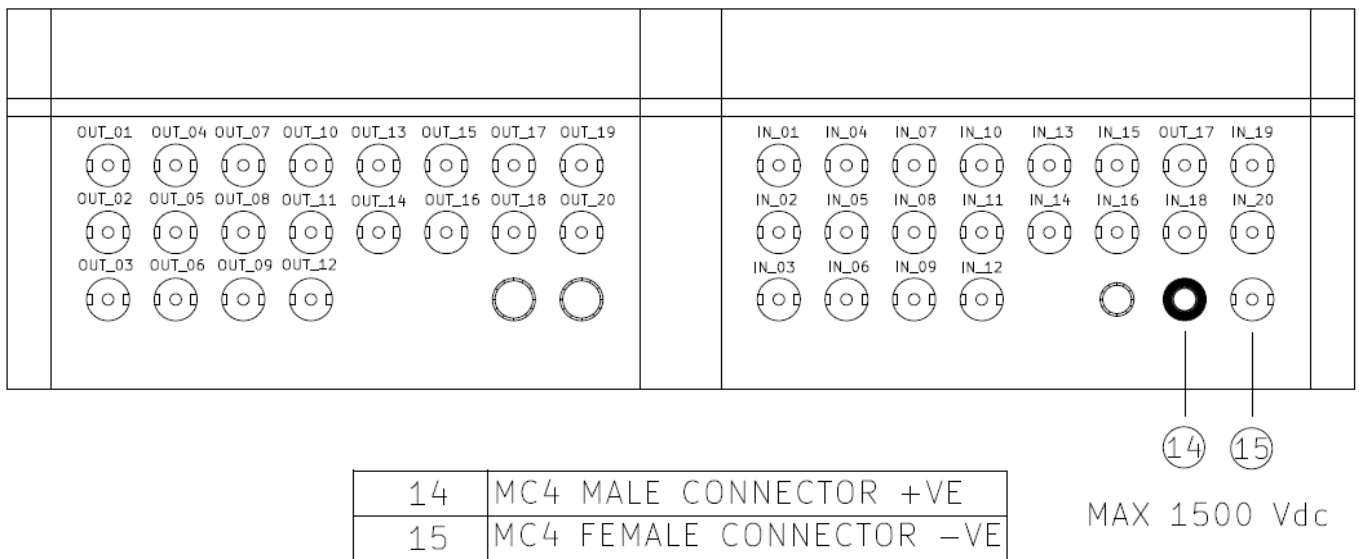 OUT_01 OUT_04 OUT_07 OUT_10 OUT_13 OUT_15 OUT_17 OUT_19
OUT_02 OUT_05 OUT_08 OUT_11 OUT_14 OUT_16 OUT_18 OUT_20
OUT_03 OUT_06 OUT_09 OUT_12
IN_01 IN_04 IN_07 IN_10 IN_13 IN_15 OUT_17 IN_19
IN_02 IN_05 IN_08 IN_11 IN_14 IN_16 IN_18 IN_20
IN_03 IN_06 IN_09 IN_12
14 15
MAX 1500 Vdc
14 MC4 MALE CONNECTOR +VE
15 MC4 FEMALE CONNECTOR -VE